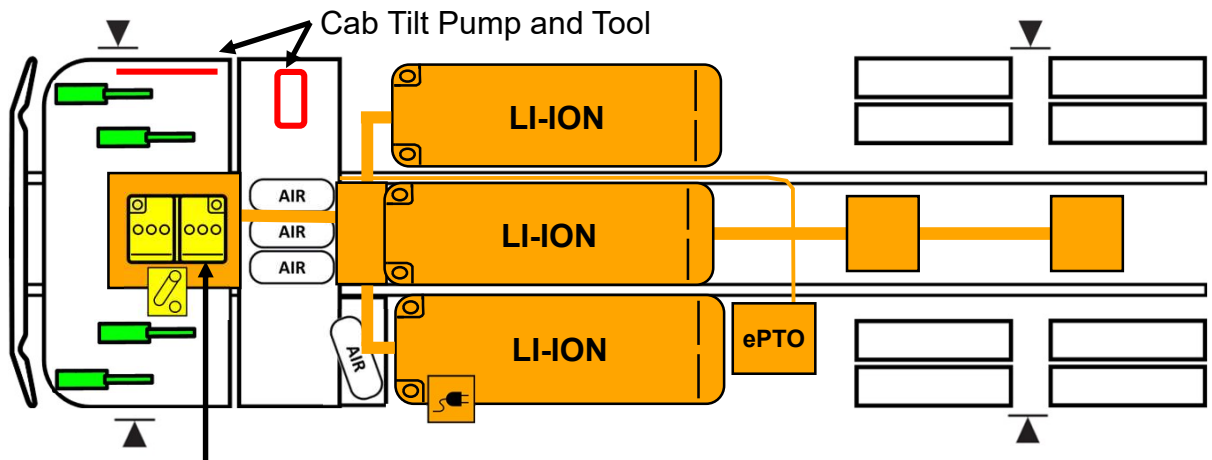 Cab Tilt Pump and Tool
LI-ION
AIR
AIR
LI-ION
AIR
ePTO
AIR
LI-ION